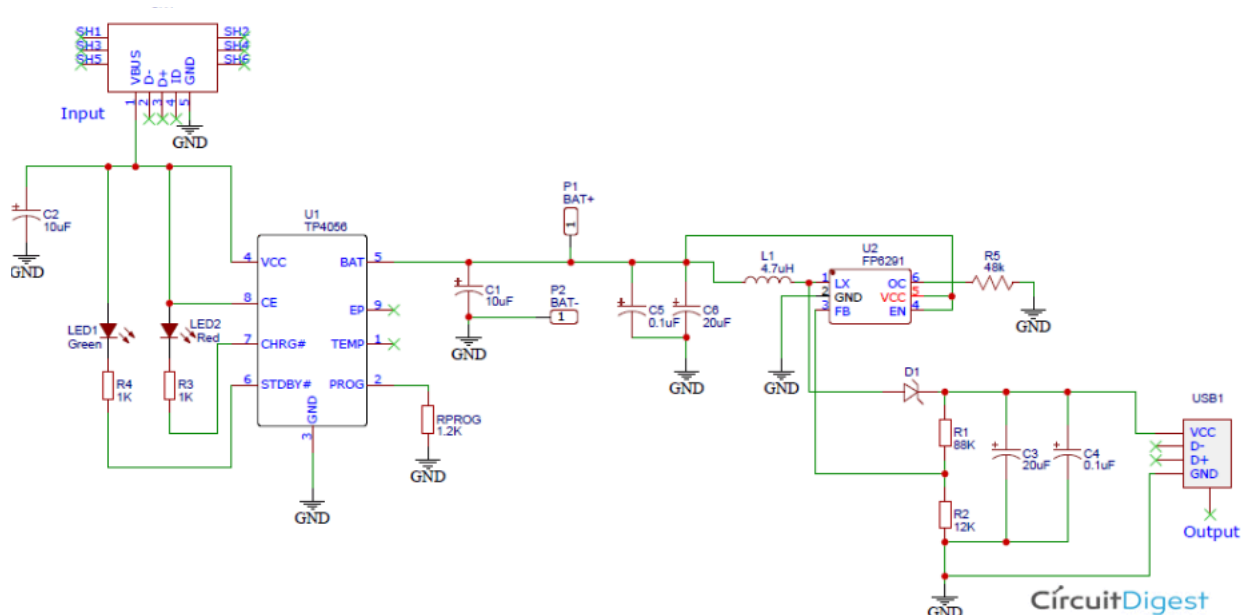 SH1
SH3
SH5
SH2
SH4
SH6
VBUS
D-
D+
ID
GND
1
2
3
4
5
Input
GND
C2
10uF
GND
LED1
Green
LED2
Red
R4
1K
R3
1K
U1
TP4056
4
VCC
8
CE
7
CHRG#
6
STDBY#
BAT
5
EP
9
TEMP
1
PROG
2
GND
3
GND
RPROG
1.2K
GND
C1
10uF
GND
P1
BAT+
1
P2
BAT-
1
C5
0.1uF
C6
20uF
GND
L1
4.7uH
U2
FP6291
1
LX
2
GND
3
FB
OC
6
VCC
5
EN
4
GND
R5
48k
GND
D1
R1
88K
R2
12K
C3
20uF
C4
0.1uF
GND
USB1
VCC
D-
D+
GND
Output
CircuitDigest